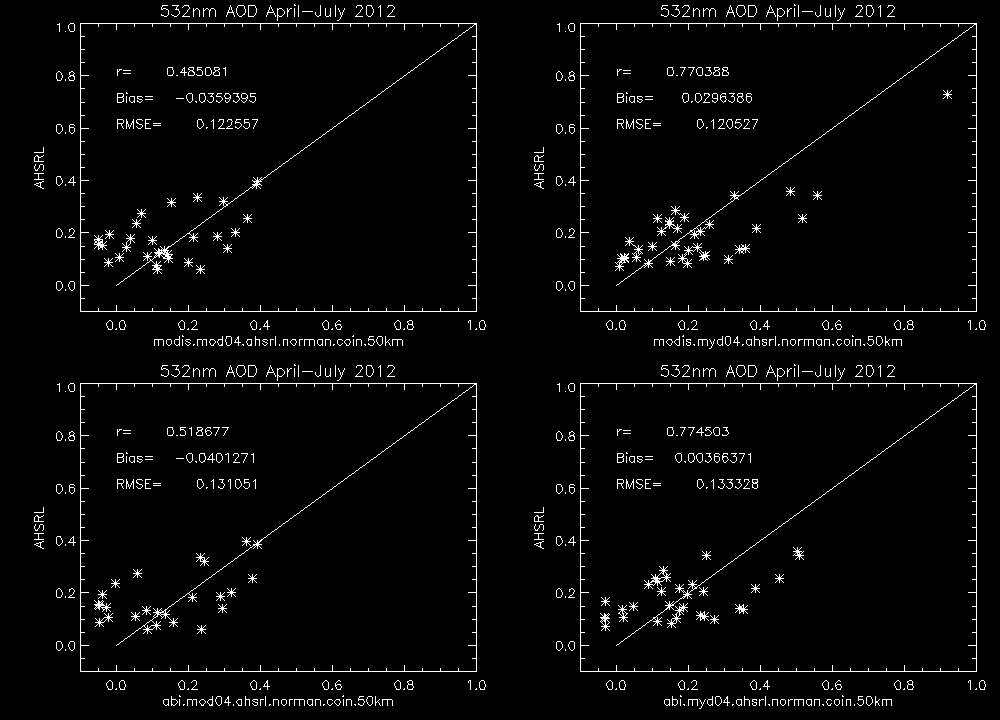 532nm AOD April-July 2012
1.0
r= 0.485081
0.8
Bias= -0.0359395
0.6
RMSE= 0.122557
AHSRL
0.4
0.2
0.0
0.0 0.2 0.4 0.6 0.8 1.0
modis.mod04.ahsrl.norman.coin.50km
532nm AOD April-July 2012
1.0
r= 0.770388
0.8
Bias= 0.0296386
0.6
RMSE= 0.120527
AHSRL
0.4
0.2
0.0
0.0 0.2 0.4 0.6 0.8 1.0
modis.myd04.ahsrl.norman.coin.50km
532nm AOD April-July 2012
1.0
r= 0.518677
0.8
Bias= -0.0401271
0.6
RMSE= 0.131051
AHSRL
0.4
0.2
0.0
0.0 0.2 0.4 0.6 0.8 1.0
abi.mod04.ahsrl.norman.coin.50km
532nm AOD April-July 2012
1.0
r= 0.774503
0.8
Bias= 0.00366371
0.6
RMSE= 0.133328
AHSRL
0.4
0.2
0.0
0.0 0.2 0.4 0.6 0.8 1.0
abi.myd04.ahsrl.norman.coin.50km